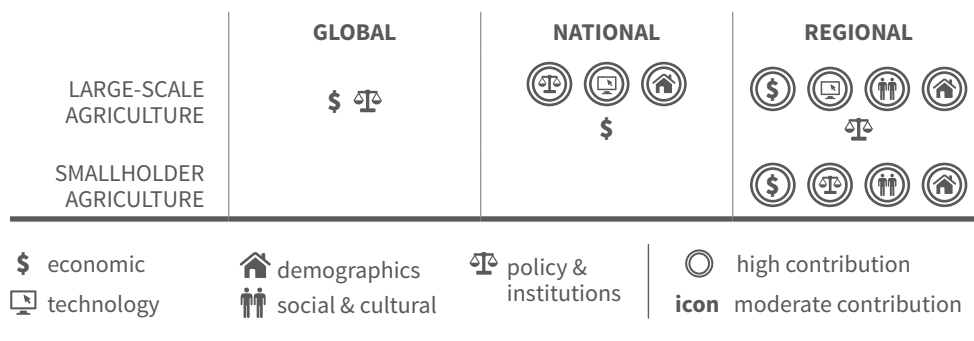 GLOBAL
NATIONAL
REGIONAL
LARGE-SCALE
AGRICULTURE
$
$
$
SMALLHOLDER
AGRICULTURE
$
$ economic
technology
demographics
social & cultural
policy &
institutions
high contribution
icon moderate contribution